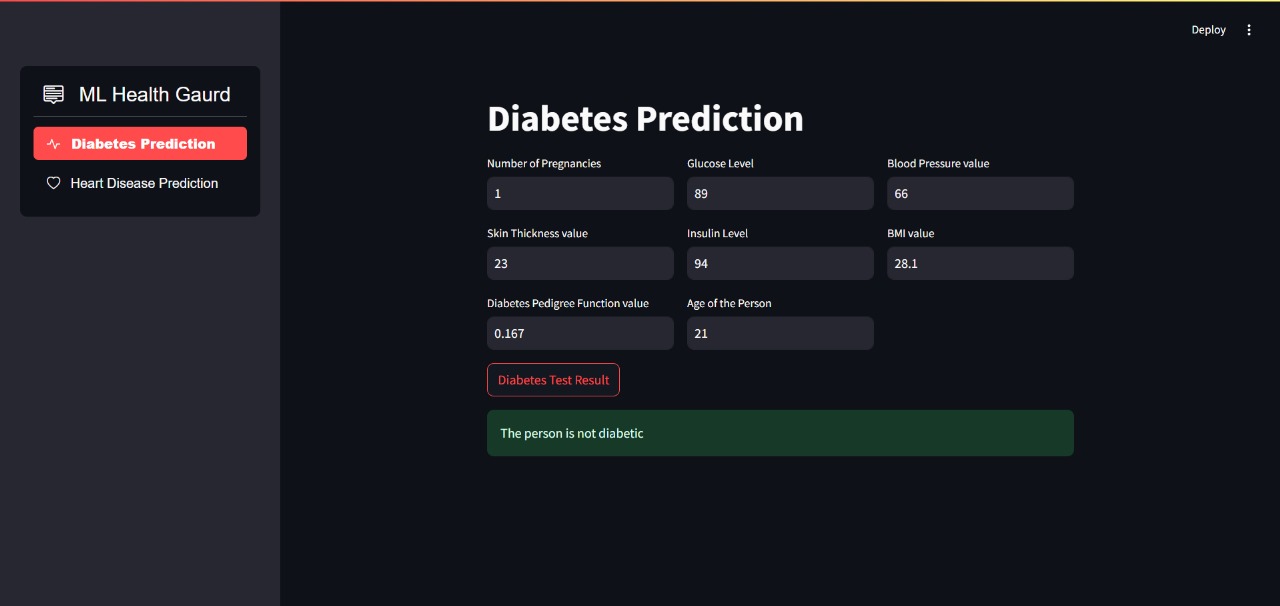 Deploy
ML Health Gaurd
Diabetes Prediction
Heart Disease Prediction
Diabetes Prediction
Number of Pregnancies
Glucose Level
Blood Pressure value
1
89
66
Skin Thickness value
Insulin Level
BMI value
23
94
28.1
Diabetes Pedigree Function value
Age of the Person
0.167
21
Diabetes Test Result
The person is not diabetic